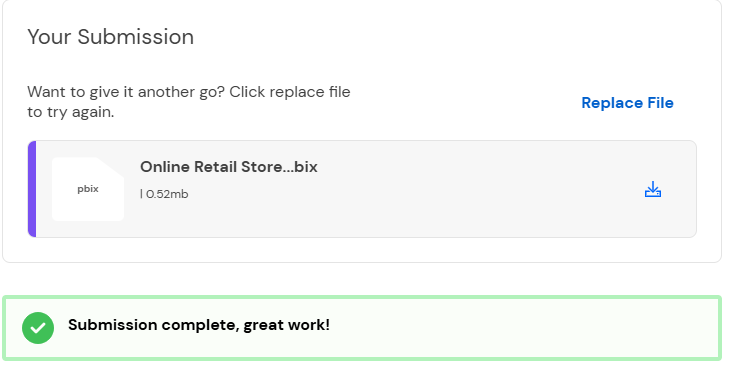 Your Submission
Want to give it another go? Click replace file
to try again.
Replace File
pbix
Online Retail Store...bix
| 0.52mb
Submission complete, great work!